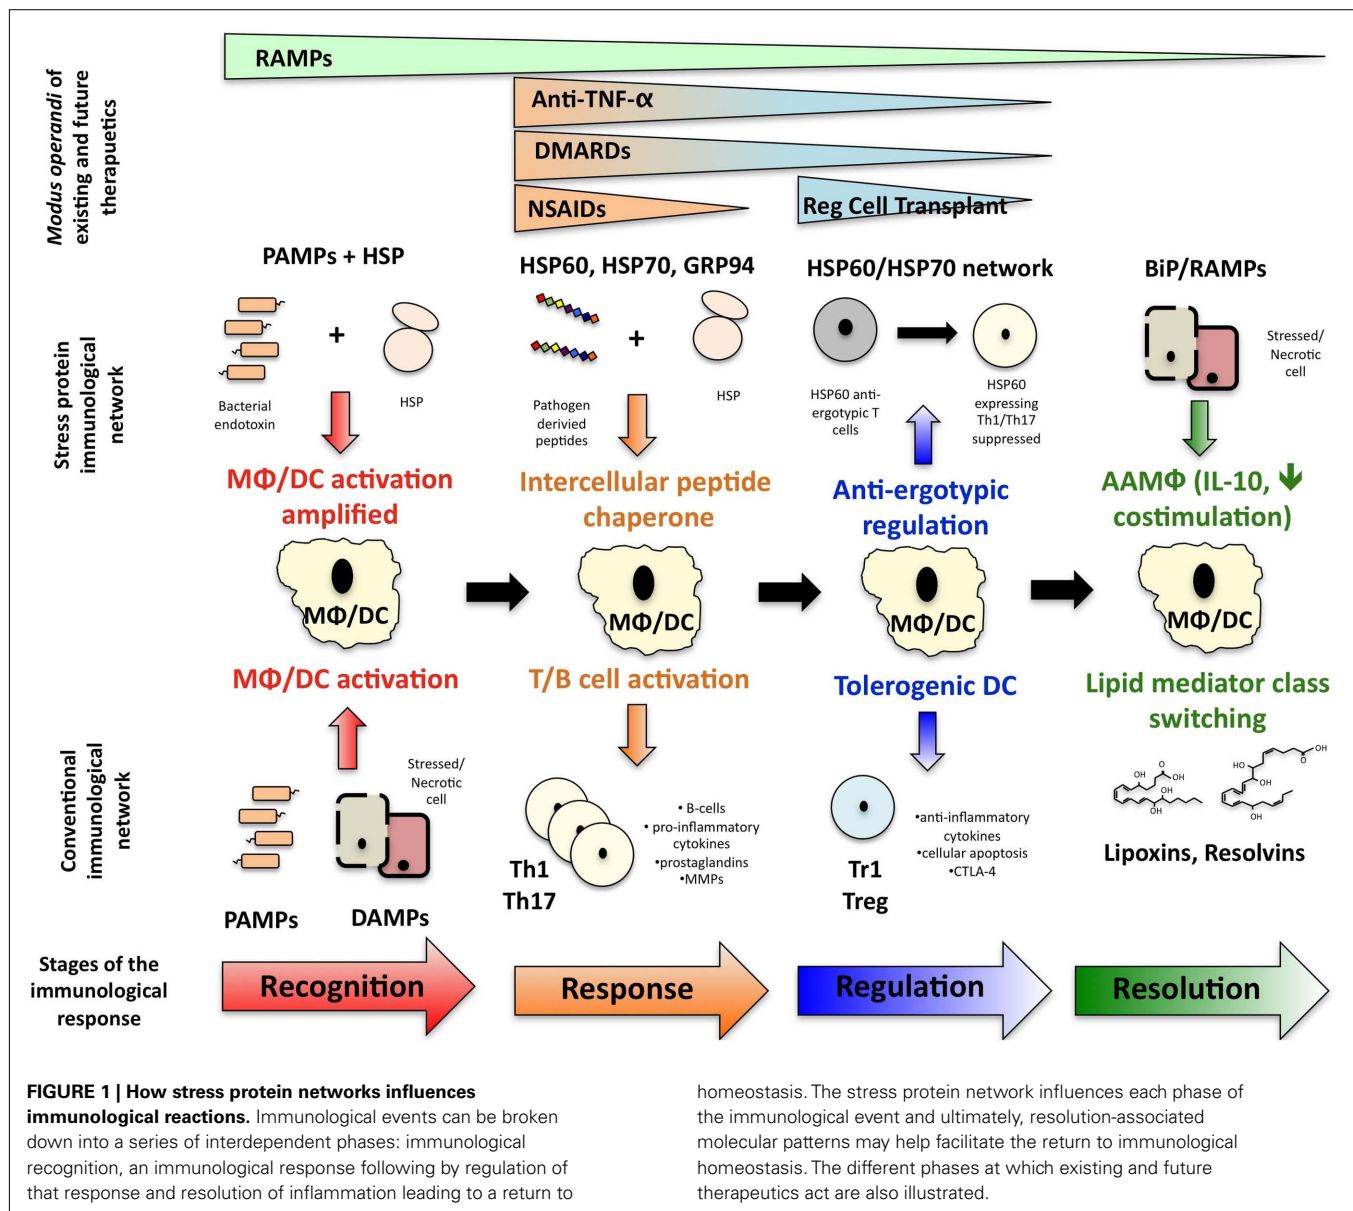 Modus operandi of
existing and future
therapuetics
RAMPs
Anti-TNF-α
DMARDs
NSAIDs
Reg Cell Transplant
Stress protein
immunological
network
PAMPs + HSP
+
Bacterial
endotoxin
HSP
MΦ/DC activation
amplified
HSP60, HSP70, GRP94
+
Pathogen
derivied
peptides
HSP
Intercellular peptide
chaperone
HSP60/HSP70 network
HSP60 anti-
ergotypic T
cells
HSP60
expressing
Th1/Th17
suppressed
Anti-ergotypic
regulation
BiP/RAMPs
Stressed/
Necrotic
cell
AAMΦ (IL-10, 
costimulation)
MΦ/DC
MΦ/DC
MΦ/DC
MΦ/DC
Conventional
immunological
network
MΦ/DC activation
Stressed/
Necrotic
cell
PAMPs
DAMPs
T/B cell activation
Th1
Th17
•B-cells
•pro-inflammatory
cytokines
•prostaglandins
•MMPs
Tolerogenic DC
Tr1
Treg
•anti-inflammatory
cytokines
•cellular apoptosis
•CTLA-4
Lipid mediator class
switching
OH
O
OH
OH
OH
OH
O
HO
OH
OH
Lipoxins, Resolvins
Stages of the
immunological
response
Recognition
Response
Regulation
Resolution
FIGURE 1 | How stress protein networks influences
immunological reactions. Immunological events can be broken
down into a series of interdependent phases: immunological
recognition, an immunological response following by regulation of
that response and resolution of inflammation leading to a return to
homeostasis. The stress protein network influences each phase of
the immunological event and ultimately, resolution-associated
molecular patterns may help facilitate the return to immunological
homeostasis. The different phases at which existing and future
therapeutics act are also illustrated.